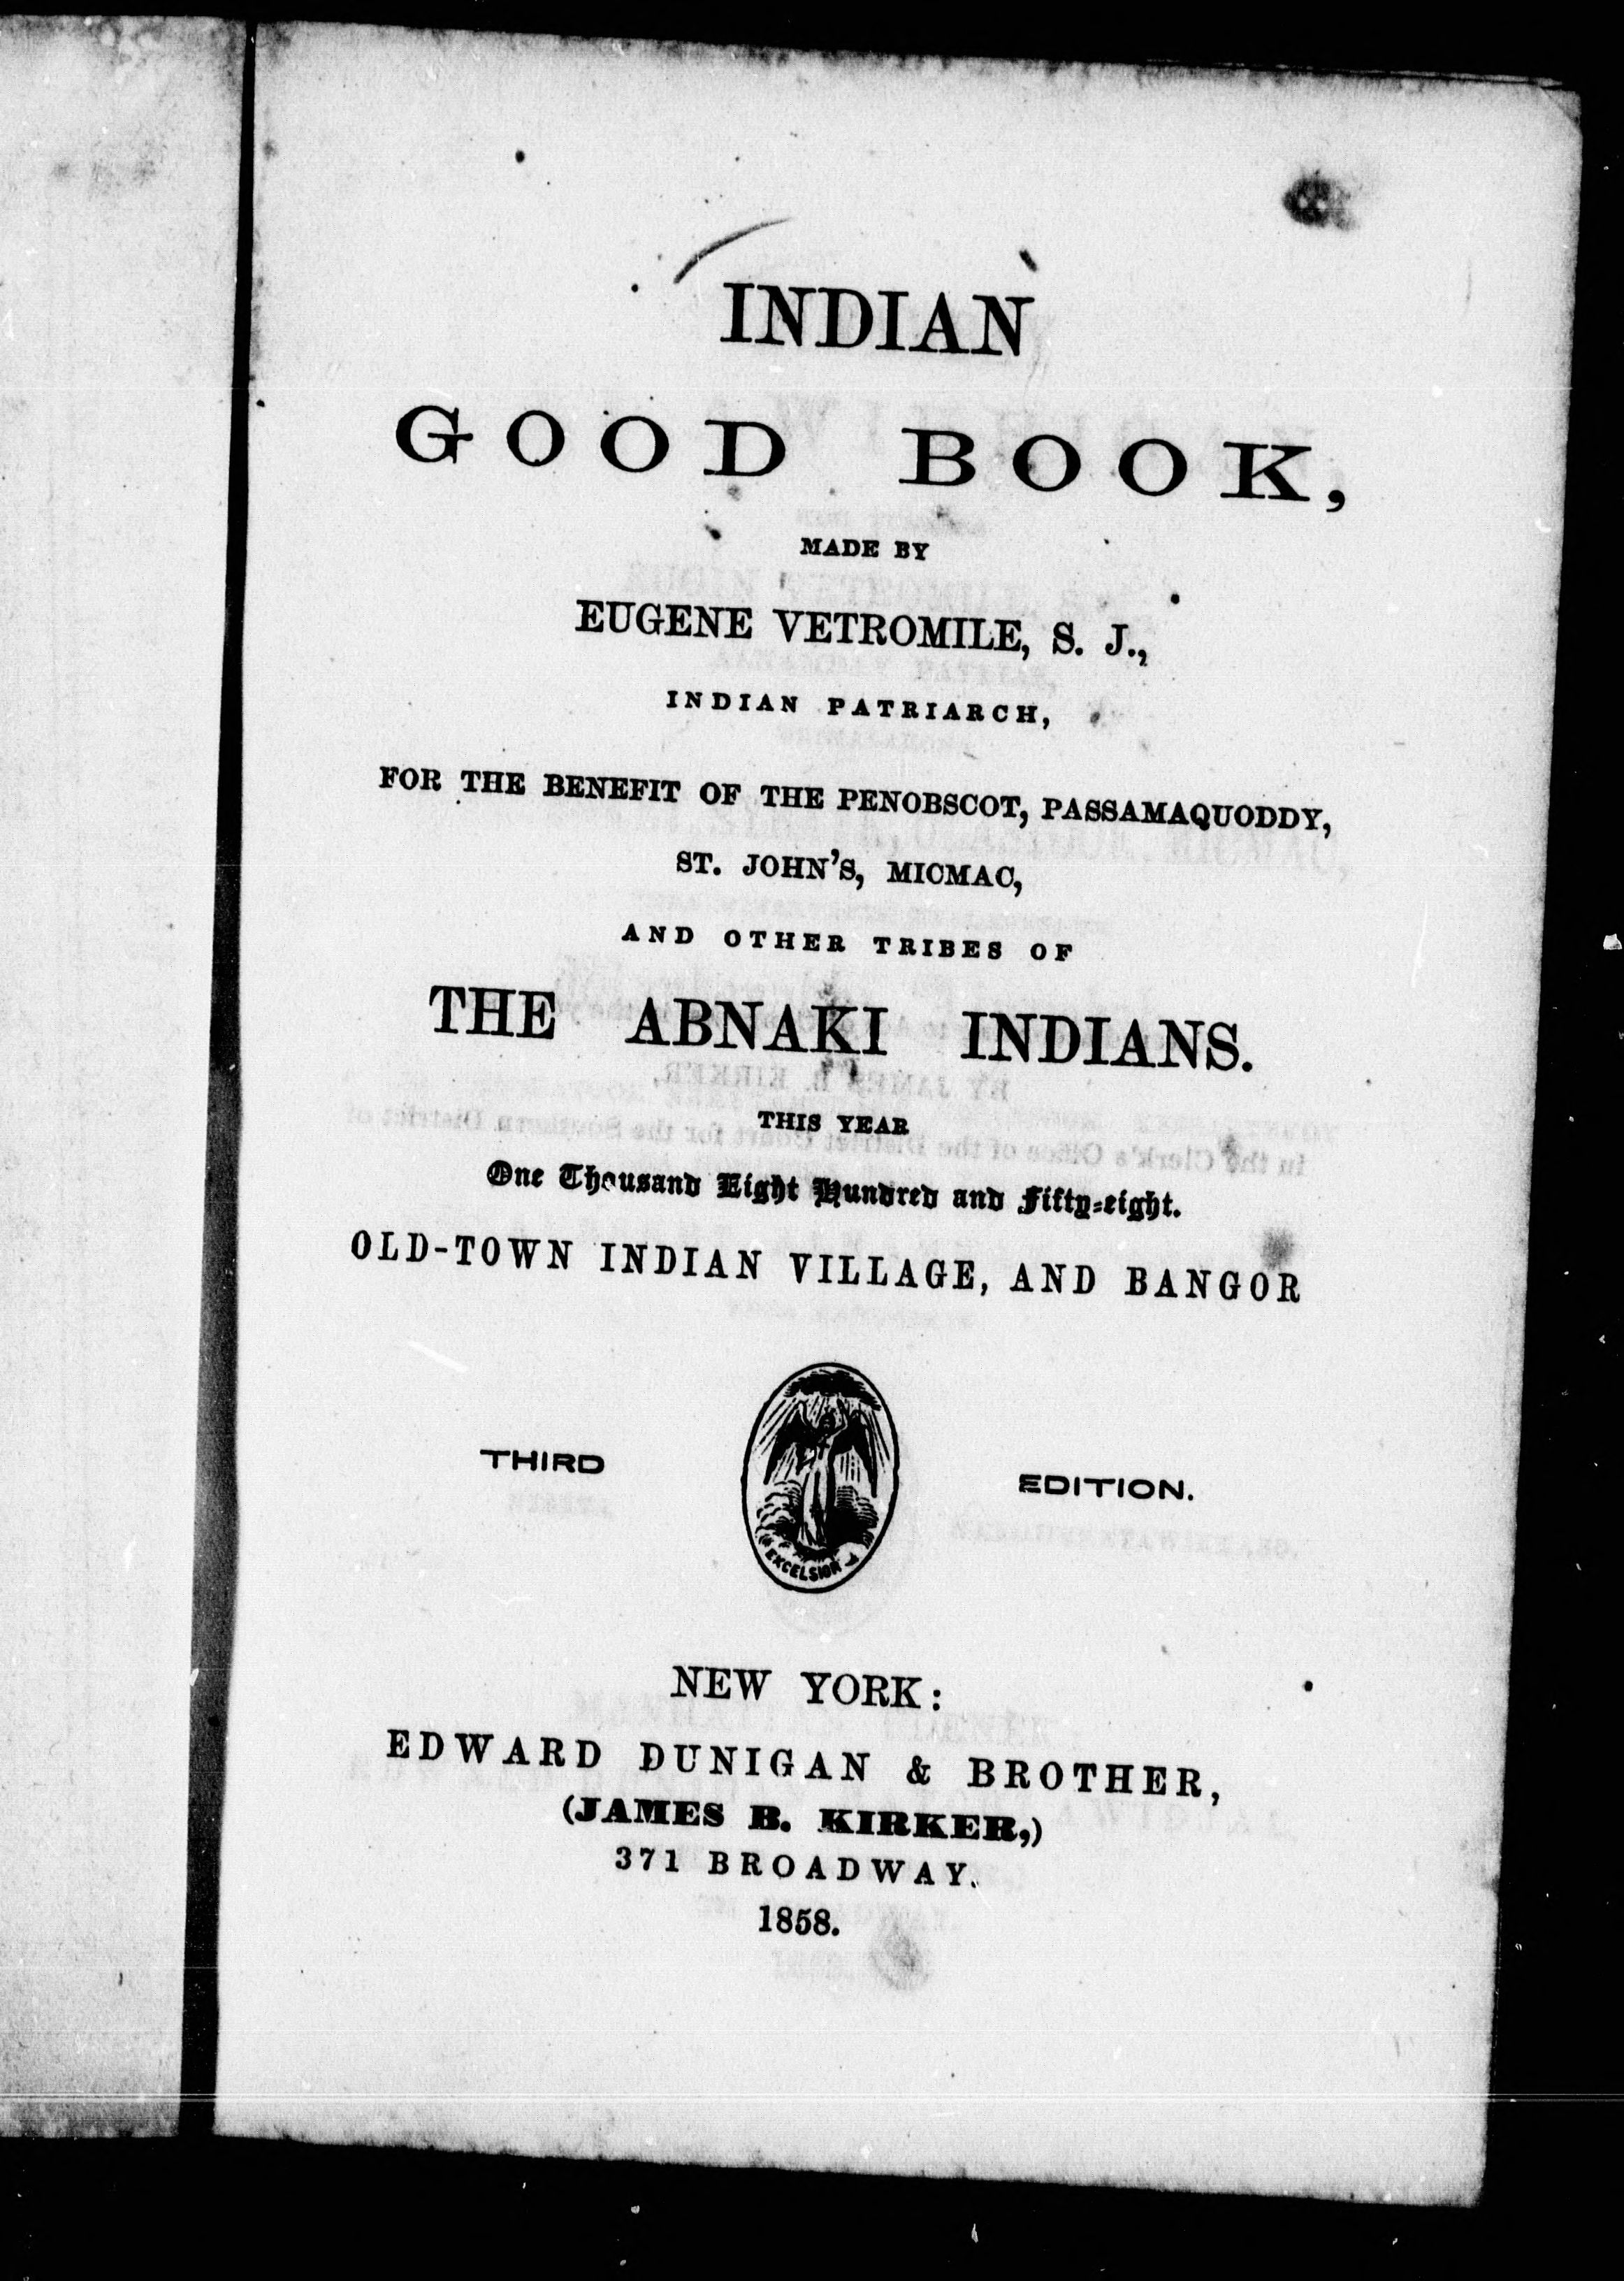 INDIAN
GOOD BOOK,
MADE BY
EUGENE VETROMILE, S. J.,
INDIAN PATRIARCH,
FOR THE BENEFIT OF THE PENOBSCOT, PASSAMAQUODDY,
ST. JOHN'S, MICMAC,
AND OTHER TRIBES OF
THE ABNAKI INDIANS.
THIS YEAR
One Thousand Eight Hundred and Fifty-eight.
OLD-TOWN INDIAN VILLAGE, AND BANGOR
THIRD EDITION.
EXCELSIOR
NEW YORK:
EDWARD DUNIGAN & BROTHER,
(JAMES B. KIRKER,)
371 BROADWAY.
1858.